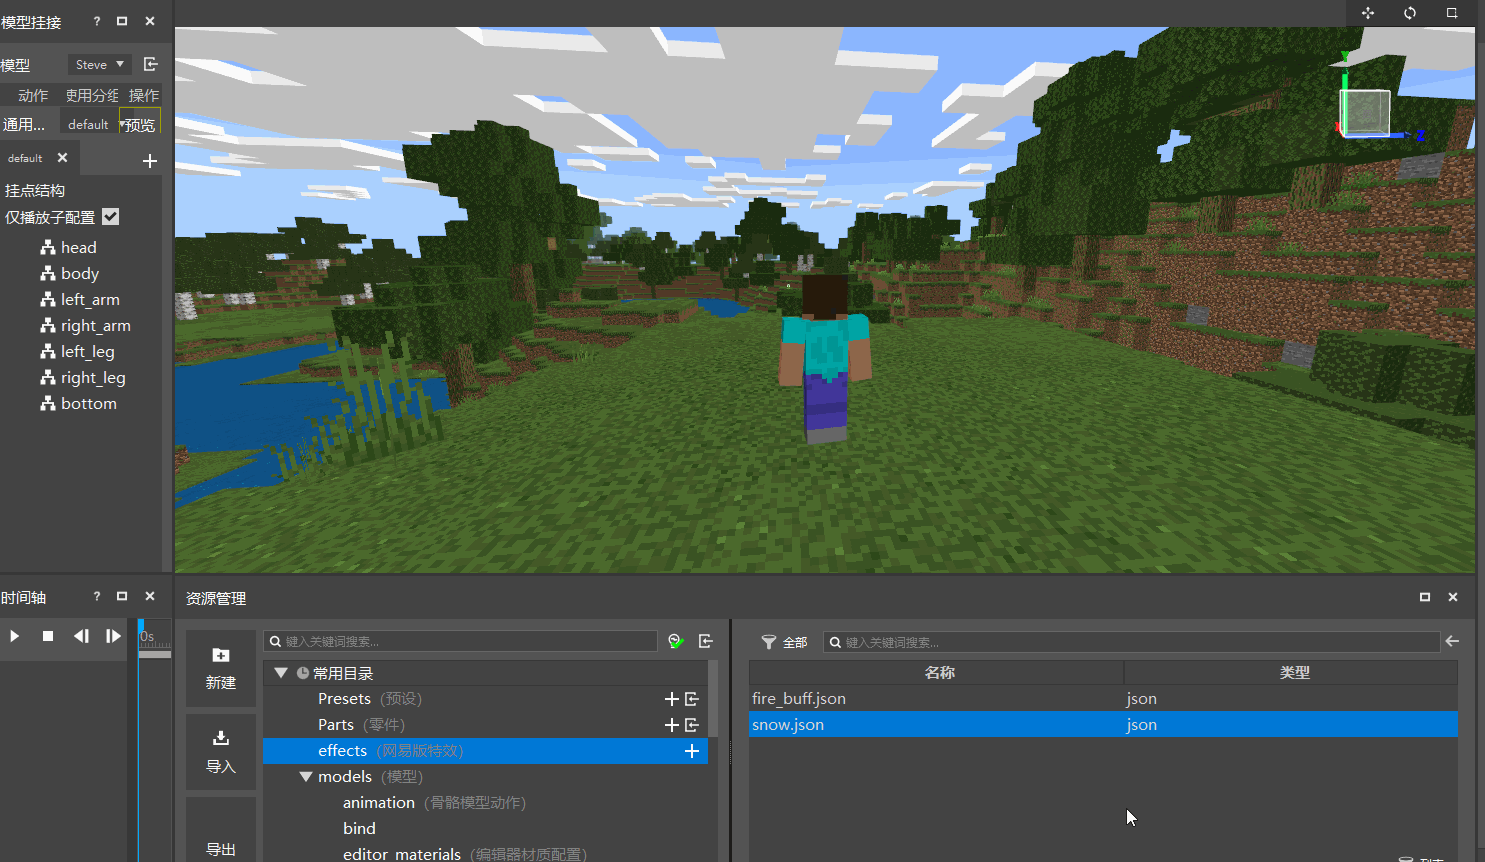 模型挂接 ?
模型 Steve
动作 使用分组 操作
通用... default 预览
default
挂点结构
仅播放子配置
head
body
left_arm
right_arm
left_leg
right_leg
bottom
时间轴 ?
0s
资源管理
新建
导入
导出
键入关键词搜索...
常用目录
Presets (预设)
Parts (零件)
effects (网易版特效)
models (模型)
animation (骨骼模型动作)
bind
editor_materials (编辑器材质配置)
全部 键入关键词搜索...
名称 类型
fire_buff.json json
snow.json json